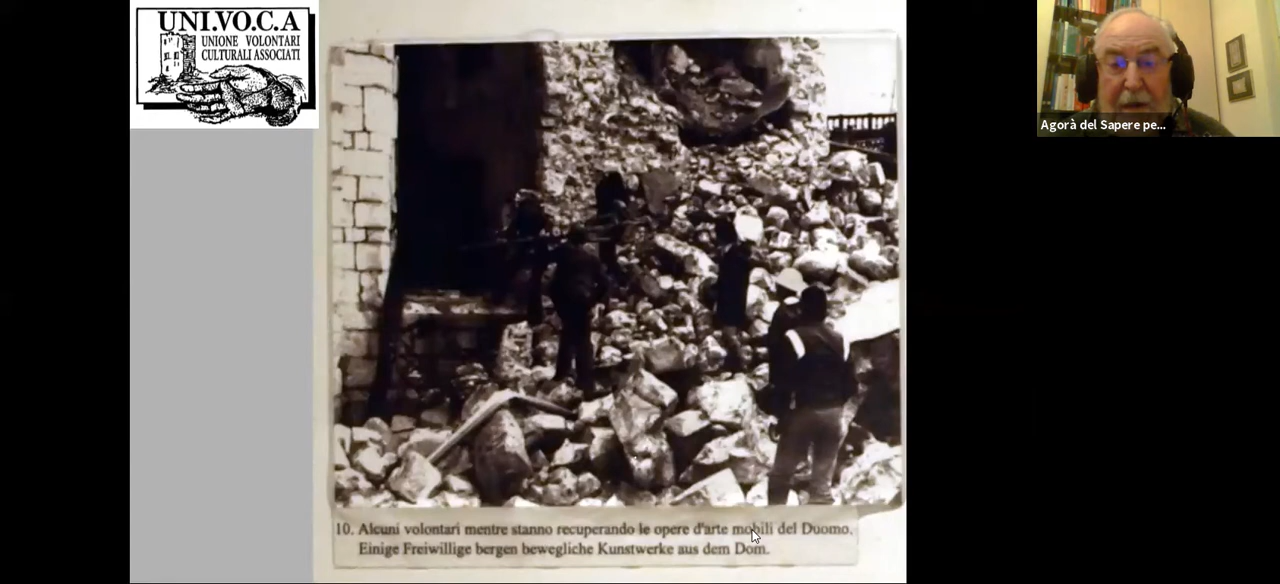 UNI.VO.C.A
UNIONE VOLONTARI
CULTURALI ASSOCIATI
Agorà del Sapere pe...
10. Alcuni volontari mentre stanno recuperando le opere d'arte mobili del Duomo.
Einige Freiwillige bergen bewegliche Kunstwerke aus dem Dom.